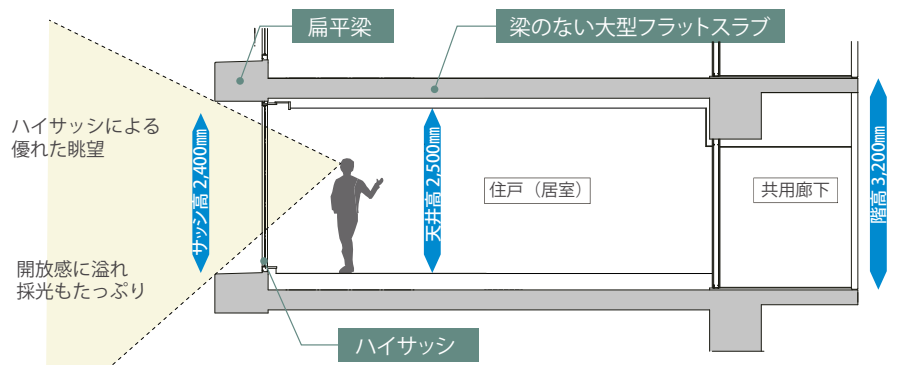 扁平梁
梁のない大型フラットスラブ
ハイサッシによる
優れた眺望
サッシ高 2,400㎜
天井高 2,500㎜
住戸（居室）
共用廊下
階高 3,200㎜
開放感に溢れ
採光もたっぷり
ハイサッシ